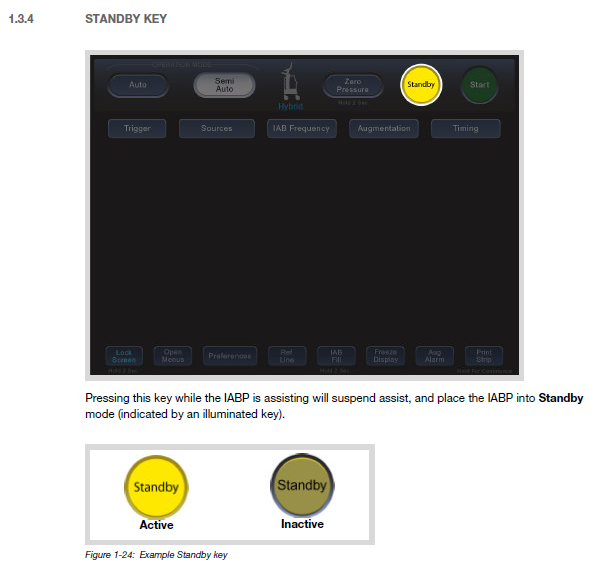 1.3.4 STANDBY KEY
OPERATION MODE
Auto
Semi
Auto
Hybrid
Zero
Pressure
Hold 2 Sec
Standby
Start
Trigger Sources IAB Frequency Augmentation Timing
Lock
Screen
Hold 2 Sec
Open
Menus
Preferences
Ref
Line
IAB
Fill
Hold 2 Sec
Freeze
Display
Aug
Alarm
Print
Strip
Hold for Continuous
Pressing this key while the IABP is assisting will suspend assist, and place the IABP into Standby
mode (indicated by an illuminated key).
Standby Standby
Active Inactive
Figure 1-24: Example Standby key